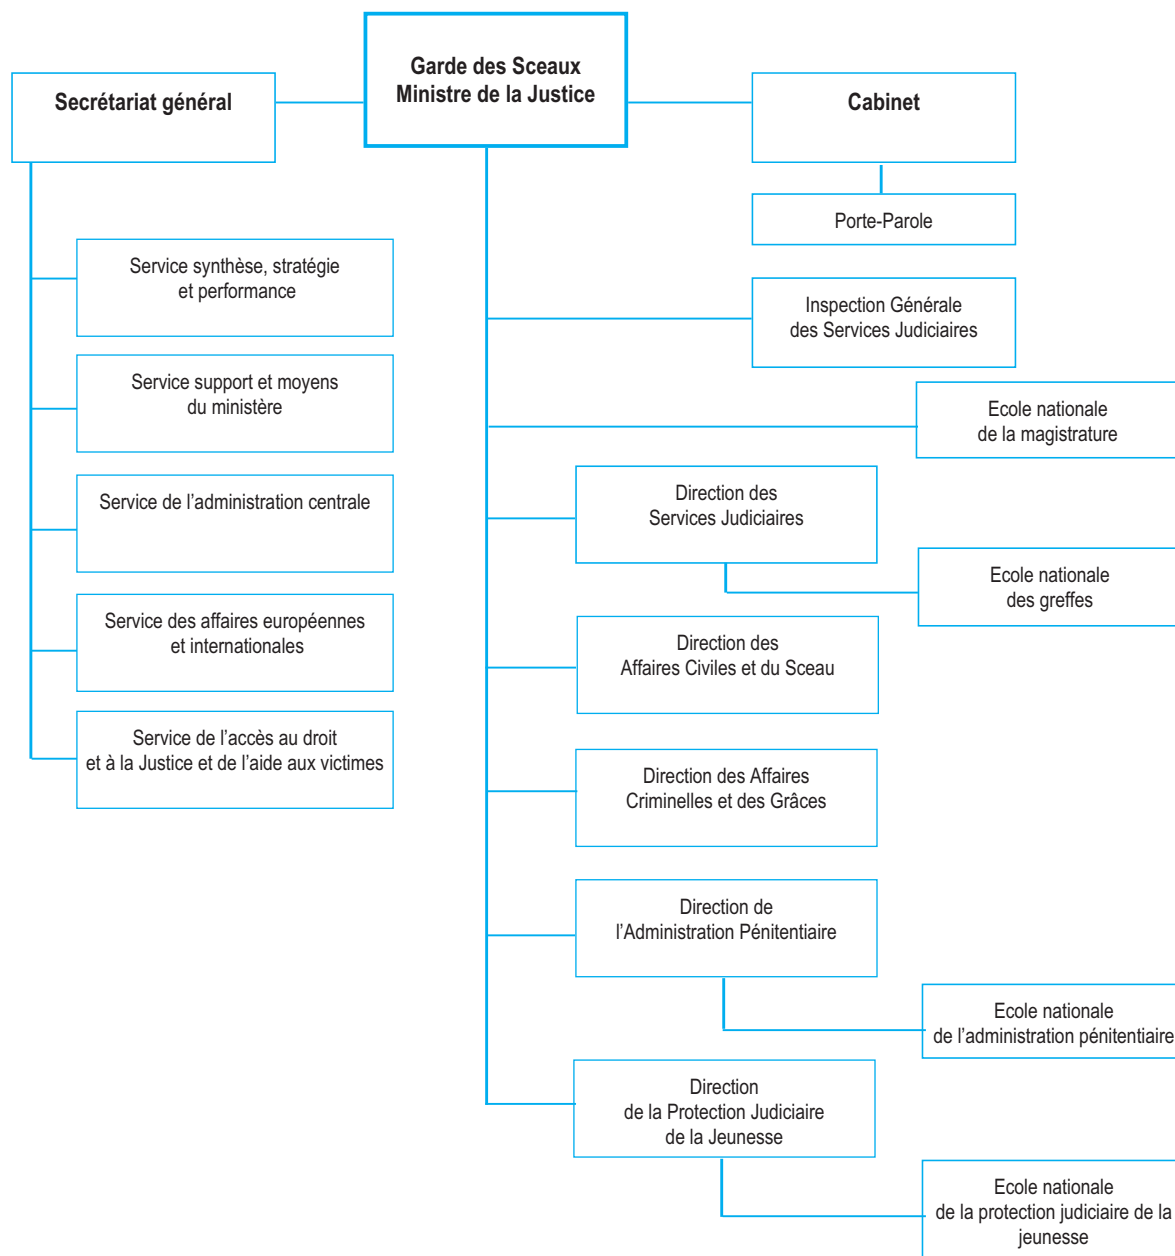 Garde des Sceaux
Ministre de la Justice
Secrétariat général
Cabinet
Porte-Parole
Service synthèse, stratégie
et performance
Service support et moyens
du ministère
Service de l’administration centrale
Service des affaires européennes
et internationales
Service de l’accès au droit
et à la Justice et de l’aide aux victimes
Inspection Générale
des Services Judiciaires
Ecole nationale
de la magistrature
Direction des
Services Judiciaires
Ecole nationale
des greffes
Direction des
Affaires Civiles et du Sceau
Direction des Affaires
Criminelles et des Grâces
Direction de
l’Administration Pénitentiaire
Ecole nationale
de l’administration pénitentiaire
Direction
de la Protection Judiciaire
de la Jeunesse
Ecole nationale
de la protection judiciaire de la
jeunesse